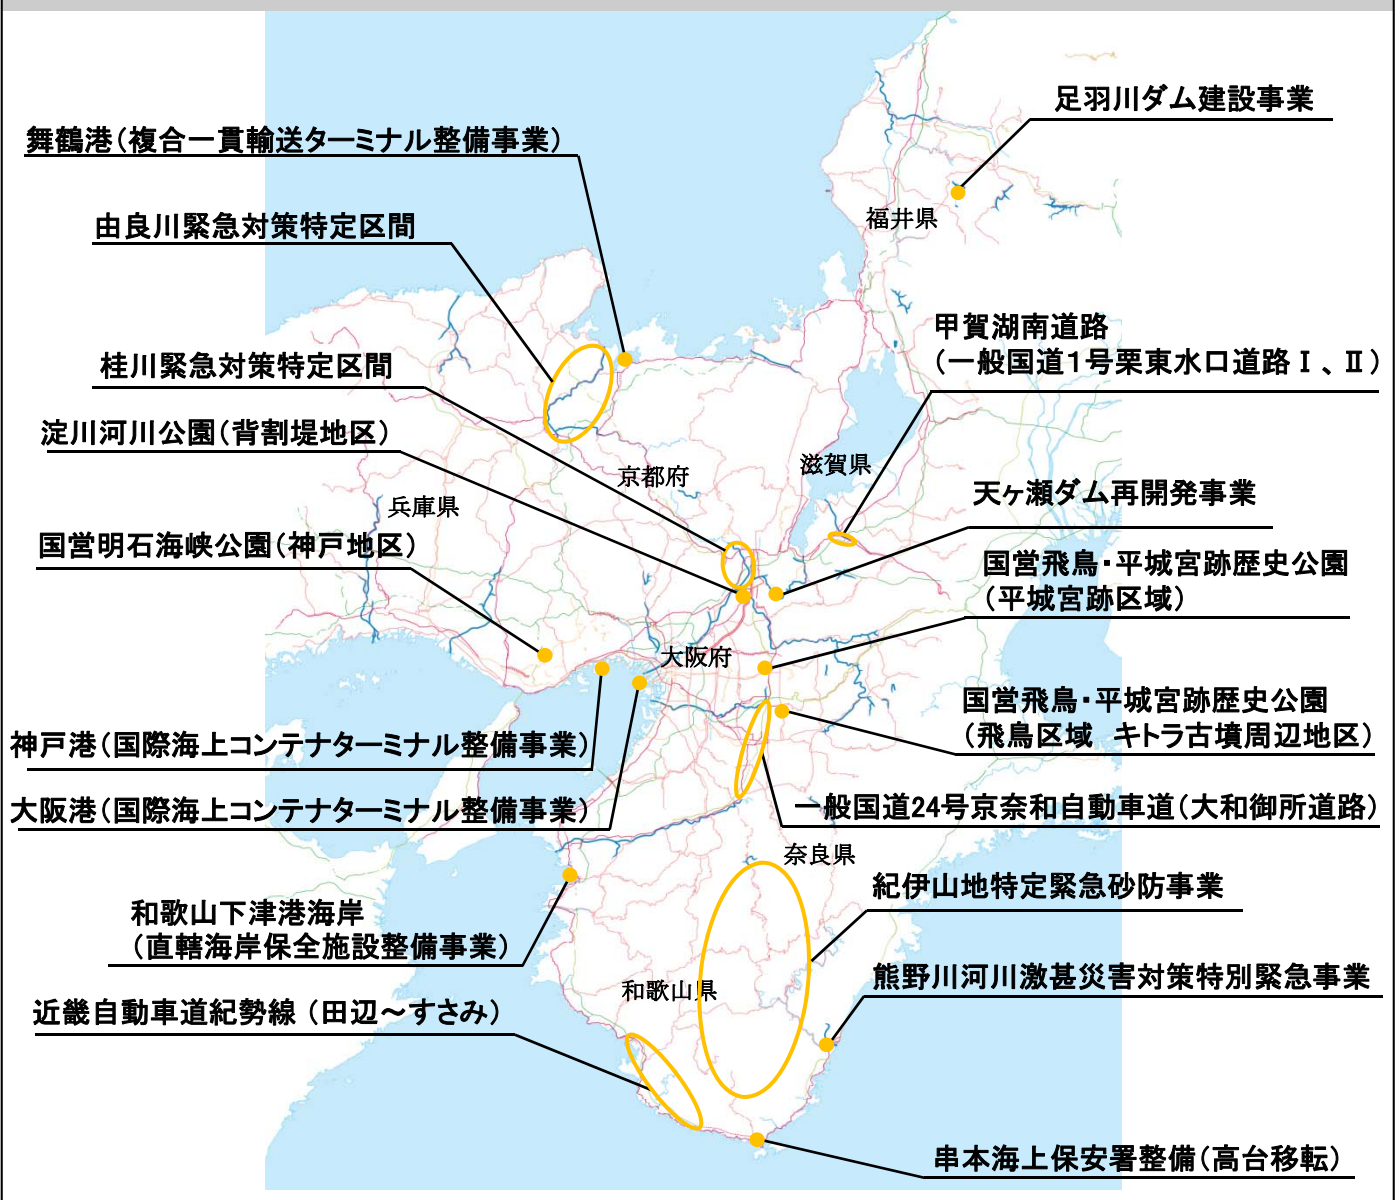 足羽川ダム建設事業
舞鶴港（複合一貫輸送ターミナル整備事業）
福井県
由良川緊急対策特定区間
甲賀湖南道路
（一般国道1号栗東水口道路Ⅰ、Ⅱ）
桂川緊急対策特定区間
淀川河川公園（背割堤地区）
京都府
滋賀県
兵庫県
天ヶ瀬ダム再開発事業
国営明石海峡公園（神戸地区）
国営飛鳥・平城宮跡歴史公園
（平城宮跡区域）
大阪府
国営飛鳥・平城宮跡歴史公園
（飛鳥区域　キトラ古墳周辺地区）
神戸港（国際海上コンテナターミナル整備事業）
大阪港（国際海上コンテナターミナル整備事業）
一般国道24号京奈和自動車道（大和御所道路）
奈良県
紀伊山地特定緊急砂防事業
和歌山下津港海岸
（直轄海岸保全施設整備事業）
熊野川河川激甚災害対策特別緊急事業
和歌山県
近畿自動車道紀勢線（田辺～すさみ）
串本海上保安署整備（高台移転）